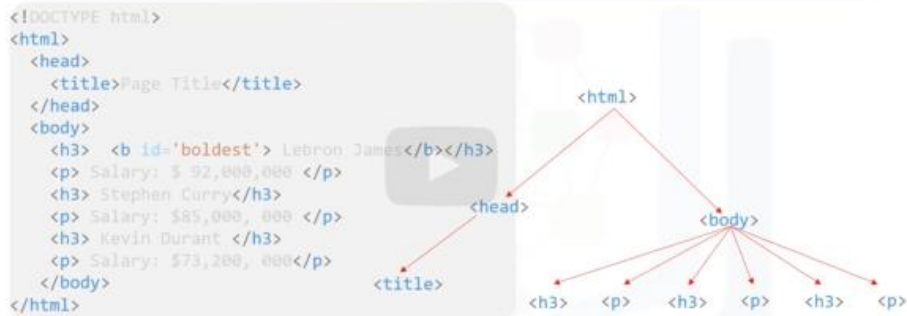 <!DOCTYPE html>
<html>
<head>
<title>Page Title</title>
</head>
<body>
<h3> <b id='boldest'> Lebron James</b></h3>
<p> Salary: $ 92,000,000 </p>
<h3> Stephen Curry</h3>
<p> Salary: $85,000, 000 </p>
<h3> Kevin Durant </h3>
<p> Salary: $73,200, 000</p>
</body>
</html>
<html>
<head>
<body>
<title>
<h3> <p> <h3> <p> <h3> <p>